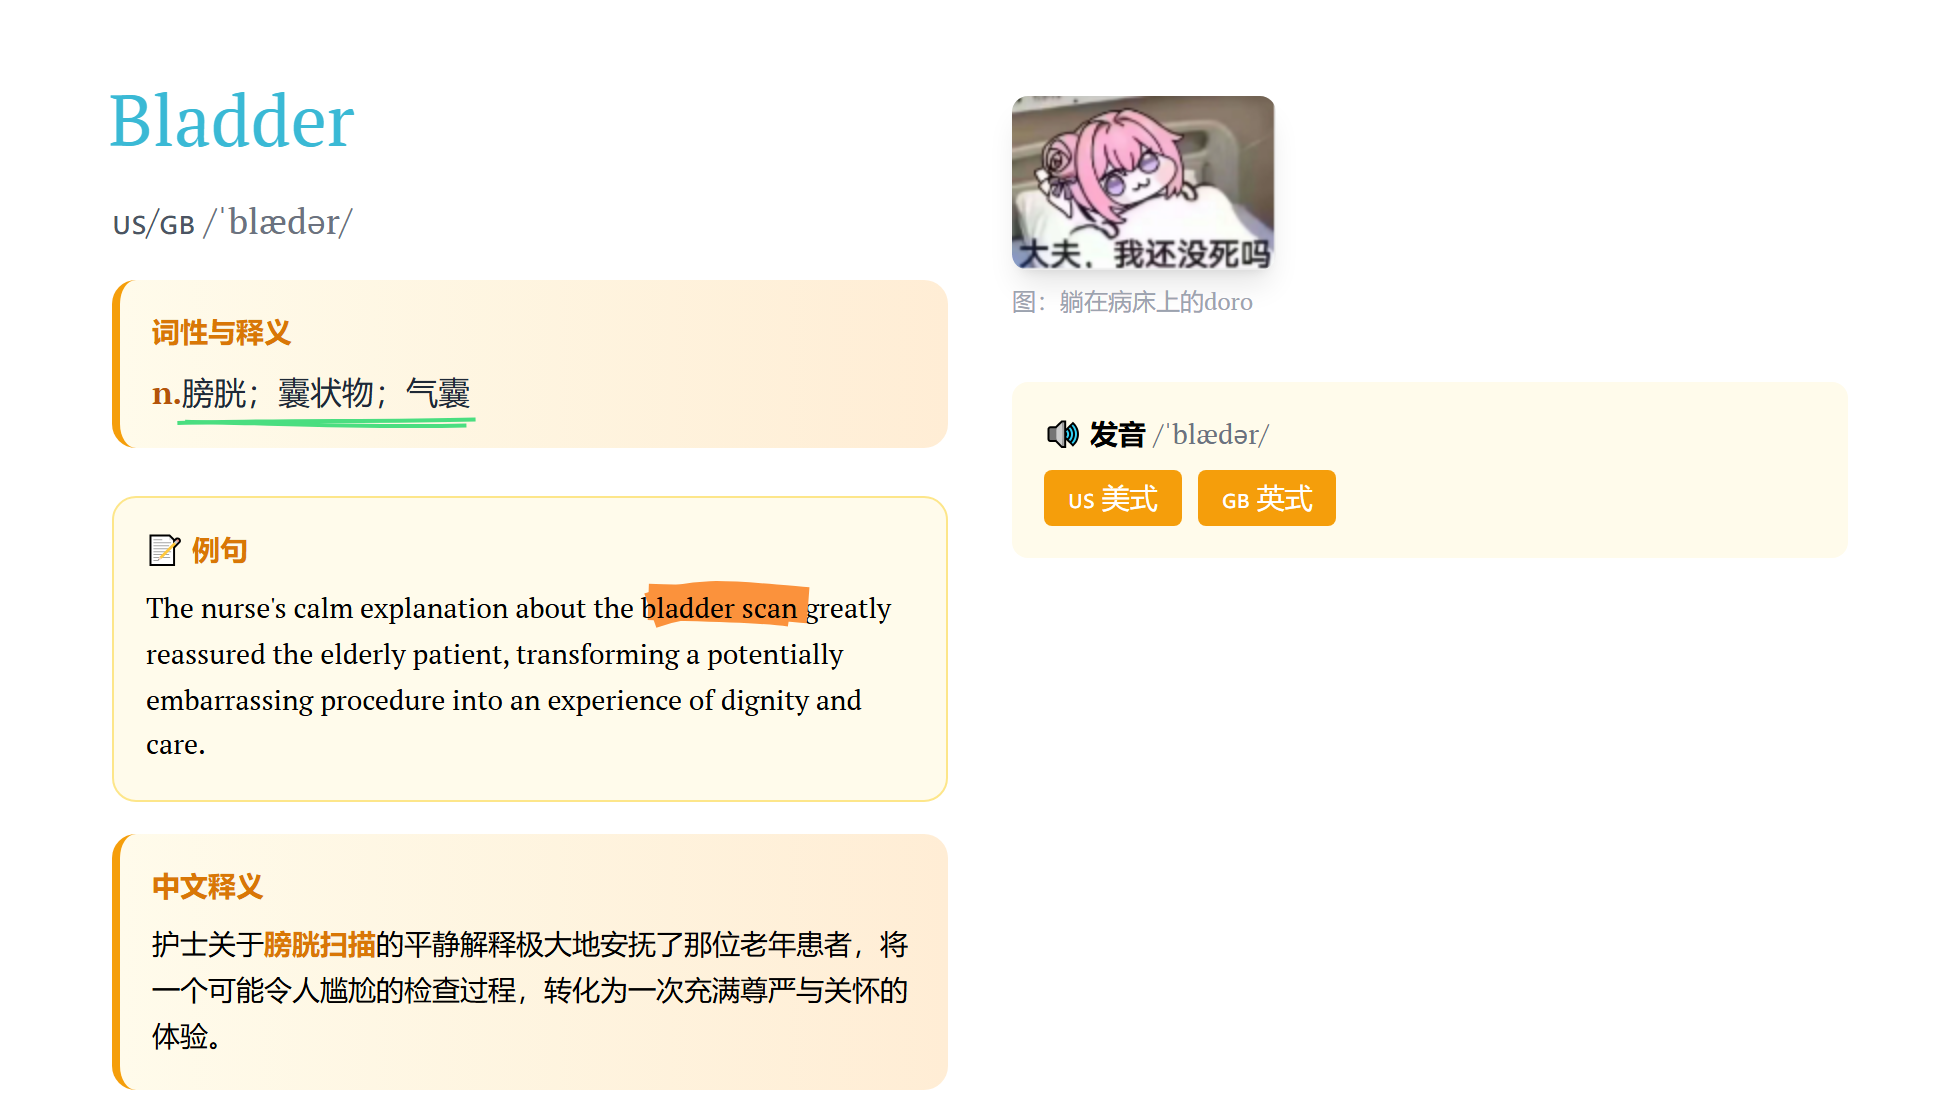 Bladder
US/GB /ˈblædər/
词性与释义
n.膀胱；囊状物；气囊
📝 例句
The nurse's calm explanation about the bladder scan greatly
reassured the elderly patient, transforming a potentially
embarrassing procedure into an experience of dignity and
care.
中文释义
护士关于膀胱扫描的平静解释极大地安抚了那位老年患者，将
一个可能令人尴尬的检查过程，转化为一次充满尊严与关怀的
体验。
大夫，我还没死吗
图：躺在病床上的doro
🔊 发音 /ˈblædər/
US 美式
GB 英式